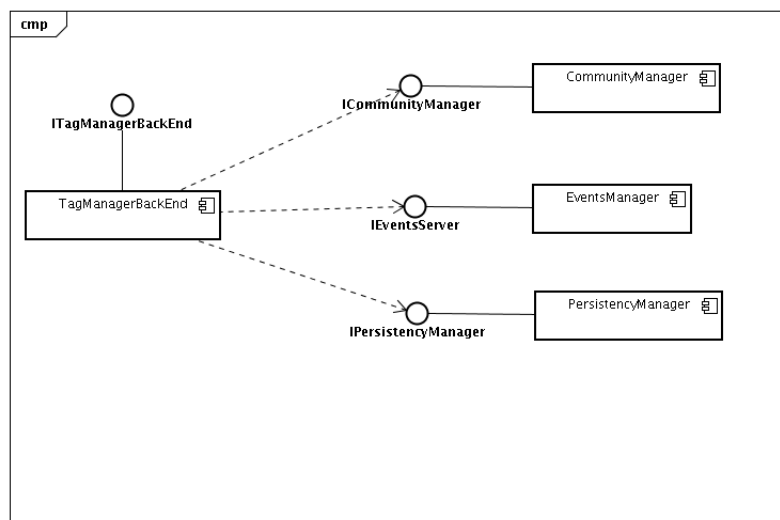 cmp
CommunityManager
ICommunityManager
ITagManagerBackEnd
TagManagerBackEnd
EventsManager
IEventsServer
PersistencyManager
IPersistencyManager